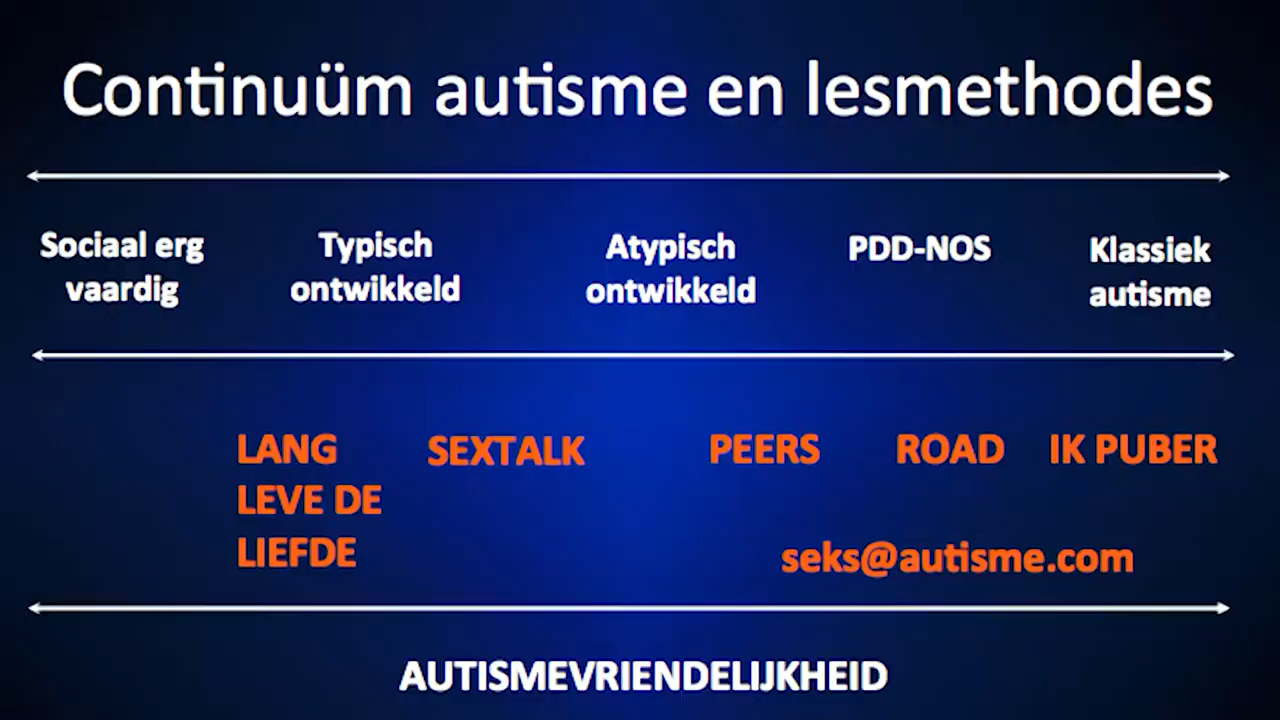 Continuüm autisme en lesmethodes
Sociaal erg
vaardig
Typisch
ontwikkeld
Atypisch
ontwikkeld
PDD-NOS
Klassiek
autisme
LANG
LEVE DE
LIEFDE
SEXTALK
PEERS
ROAD
IK PUBER
seks@autisme.com
AUTISMEVRIENDELIJKHEID